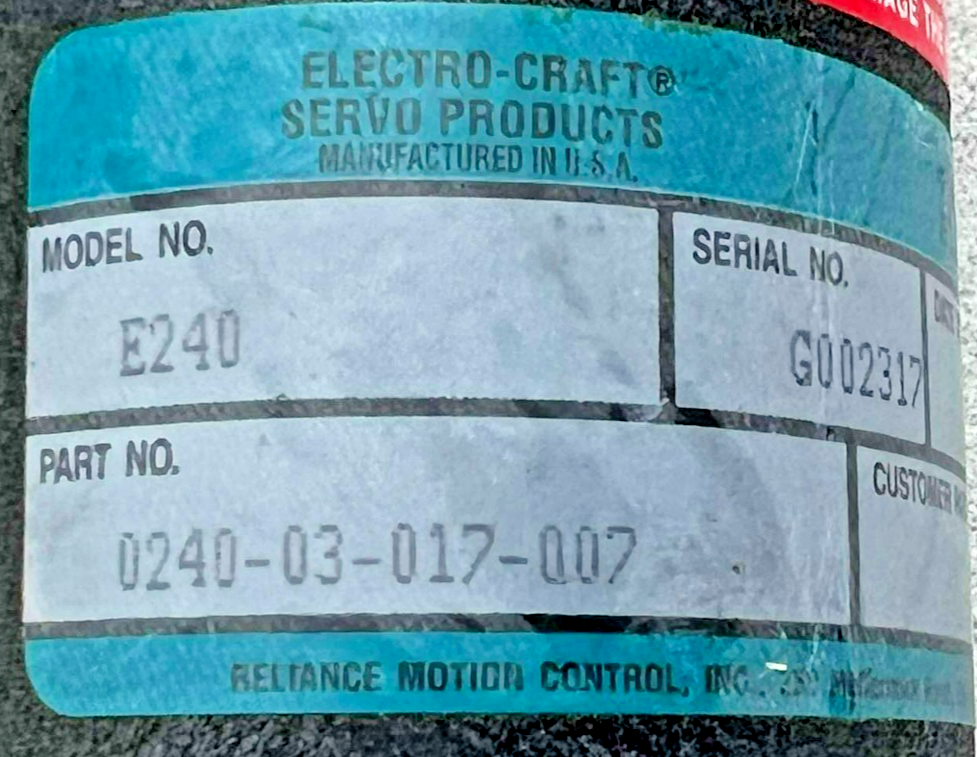 ELECTRO-CRAFT®
SERVO PRODUCTS
MANUFACTURED IN U.S.A.
MODEL NO.
SERIAL NO.
E240
G002317
PART NO.
CUSTOMER
0240-03-017-007
RELIANCE MOTION CONTROL, INC.